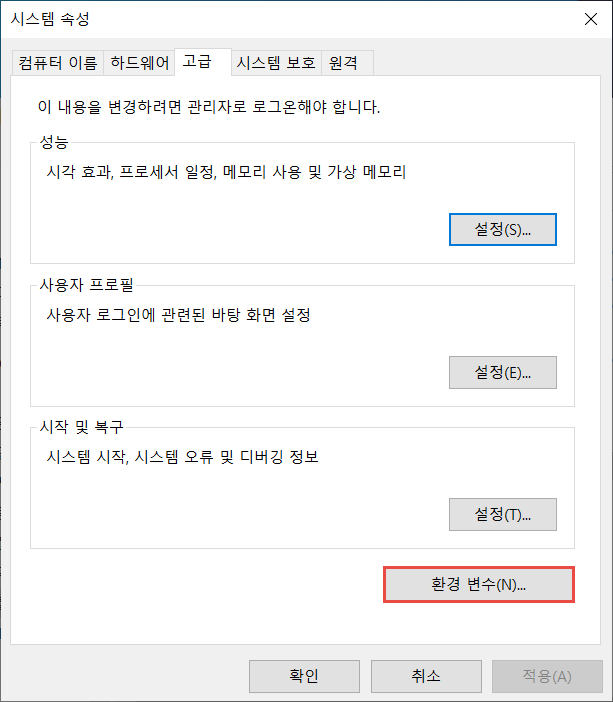 시스템 속성
컴퓨터 이름 하드웨어 고급 시스템 보호 원격
이 내용을 변경하려면 관리자로 로그온해야 합니다.
성능
시각 효과, 프로세서 일정, 메모리 사용 및 가상 메모리
설정(S)...
사용자 프로필
사용자 로그인에 관련된 바탕 화면 설정
설정(E)...
시작 및 복구
시스템 시작, 시스템 오류 및 디버깅 정보
설정(T)...
환경 변수(N)...
확인 취소 적용(A)